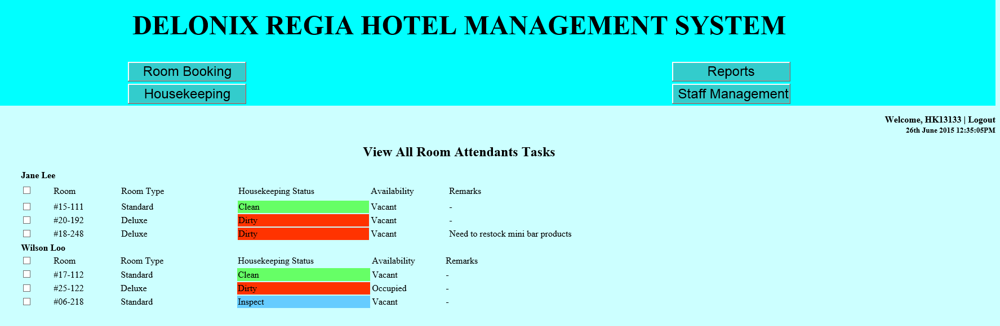 DELONIX REGIA HOTEL MANAGEMENT SYSTEM
Room Booking Reports
Housekeeping Staff Management
Welcome, HK13133 | Logout
26th June 2015 12:35:05PM
View All Room Attendants Tasks
Jane Lee
Room Room Type Housekeeping Status Availability Remarks
#15-111 Standard Clean Vacant -
#20-192 Deluxe Dirty Vacant -
#18-248 Deluxe Dirty Vacant Need to restock mini bar products
Wilson Loo
Room Room Type Housekeeping Status Availability Remarks
#17-112 Standard Clean Vacant -
#25-122 Deluxe Dirty Occupied -
#06-218 Standard Inspect Vacant -